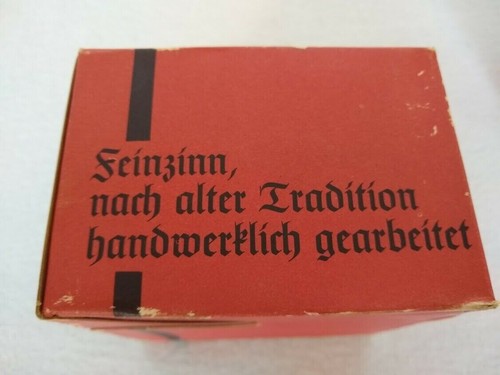 Feinzinn,
nach alter Tradition
handwerklich gearbeitet